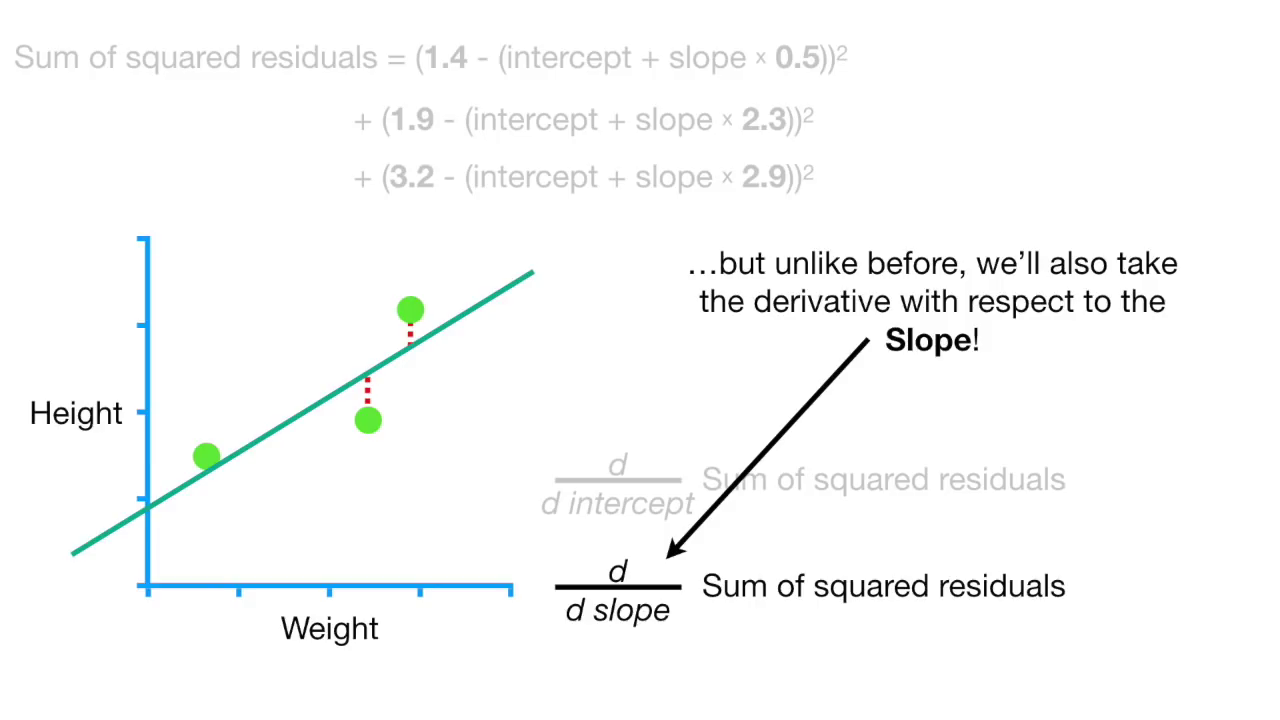 Sum of squared residuals = (1.4 - (intercept + slope × 0.5))²
+ (1.9 - (intercept + slope × 2.3))²
+ (3.2 - (intercept + slope × 2.9))²
…but unlike before, we’ll also take
the derivative with respect to the
Slope!
Height
Weight
d
d intercept
Sum of squared residuals
d
d slope
Sum of squared residuals